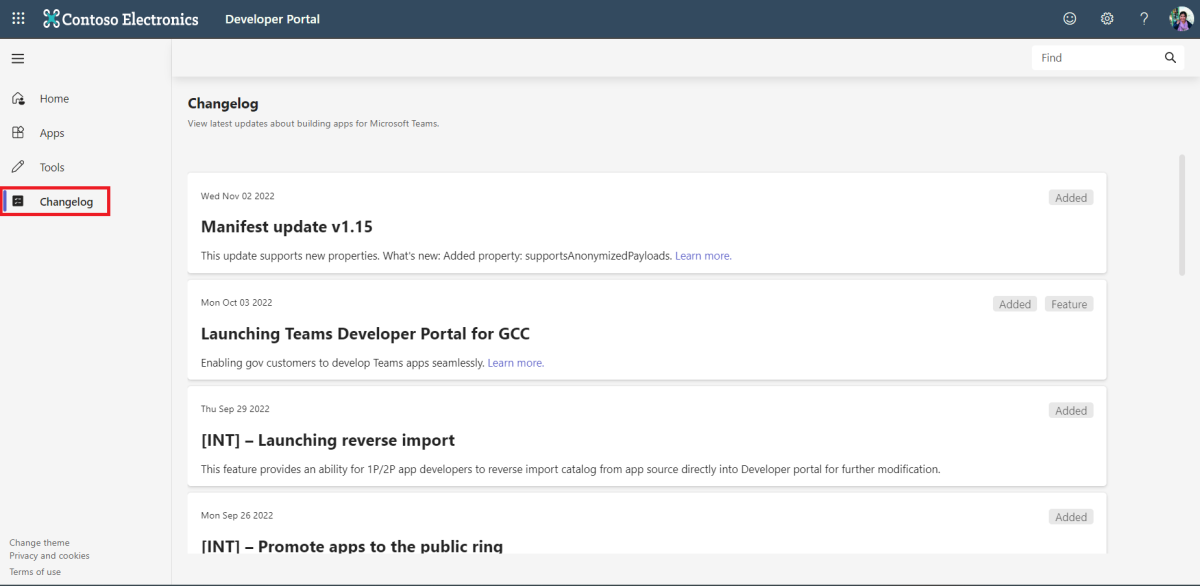 Contoso Electronics Developer Portal
Find
Home
Apps
Tools
Changelog
Changelog
View latest updates about building apps for Microsoft Teams.
Wed Nov 02 2022
Added
Manifest update v1.15
This update supports new properties. What's new: Added property: supportsAnonymizedPayloads. Learn more.
Mon Oct 03 2022
Added Feature
Launching Teams Developer Portal for GCC
Enabling gov customers to develop Teams apps seamlessly. Learn more.
Thu Sep 29 2022
Added
[INT] – Launching reverse import
This feature provides an ability for 1P/2P app developers to reverse import catalog from app source directly into Developer portal for further modification.
Mon Sep 26 2022
Added
[INT] – Promote apps to the public ring
Change theme
Privacy and cookies
Terms of use